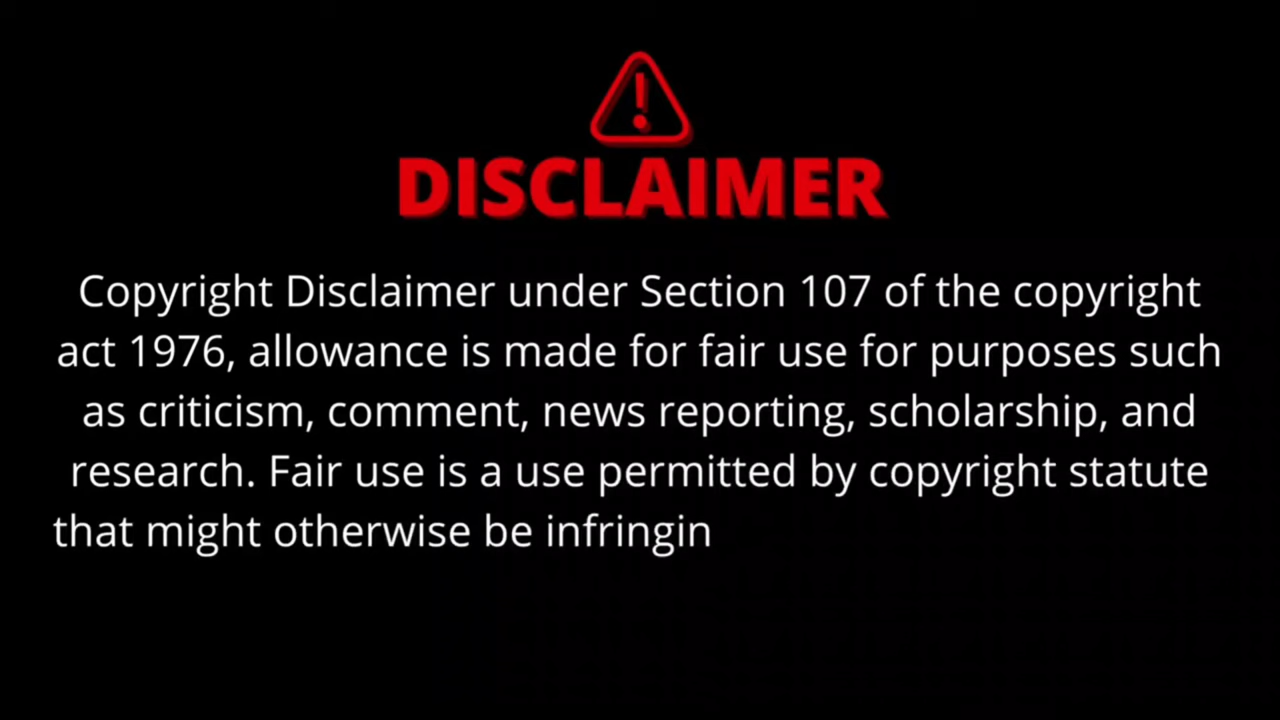 DISCLAIMER
Copyright Disclaimer under Section 107 of the copyright
act 1976, allowance is made for fair use for purposes such
as criticism, comment, news reporting, scholarship, and
research. Fair use is a use permitted by copyright statute
that might otherwise be infringin